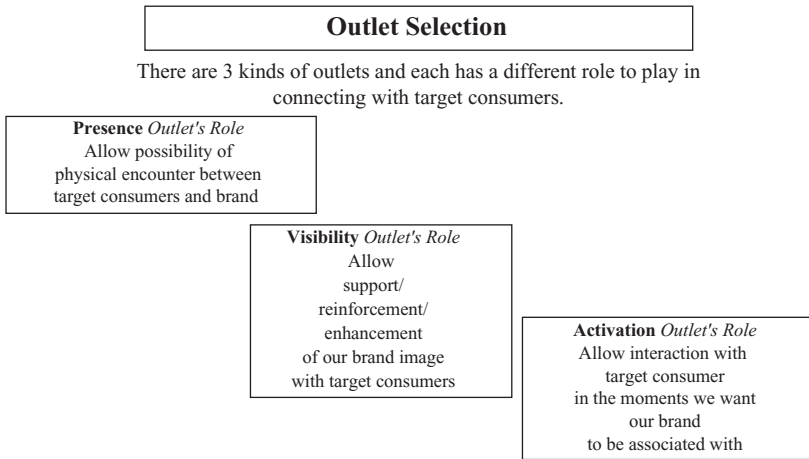 Outlet Selection
There are 3 kinds of outlets and each has a different role to play in
connecting with target consumers.
Presence Outlet's Role
Allow possibility of
physical encounter between
target consumers and brand
Visibility Outlet's Role
Allow
support/
reinforcement/
enhancement
of our brand image
with target consumers
Activation Outlet's Role
Allow interaction with
target consumer
in the moments we want
our brand
to be associated with